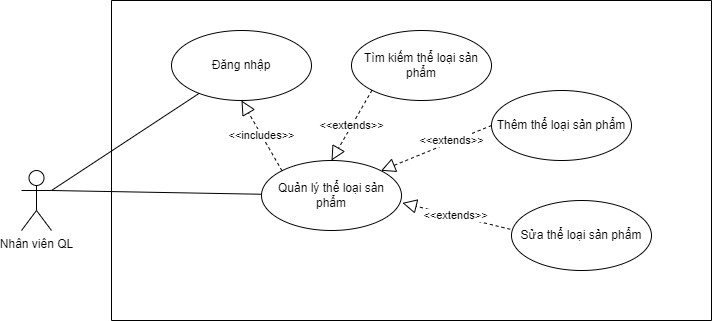 Đăng nhập
Tìm kiếm thể loại sản
phẩm
<<includes>>
<<extends>>
Thêm thể loại sản phẩm
<<extends>>
Quản lý thể loại sản
phẩm
<<extends>>
Sửa thể loại sản phẩm
Nhân viên QL